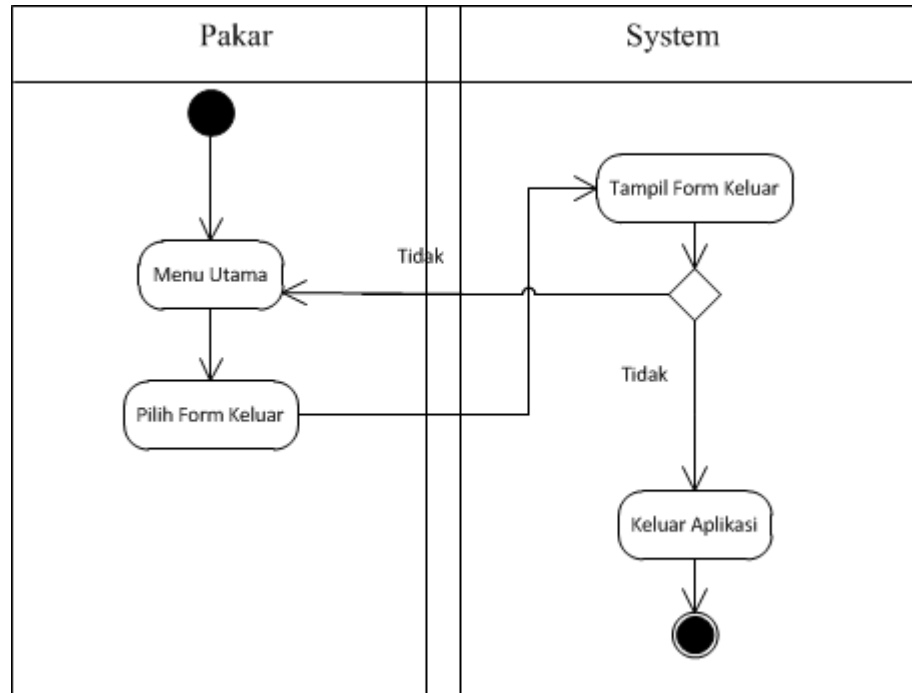 Pakar
System
Tampil Form Keluar
Tidak
Menu Utama
Tidak
Pilih Form Keluar
Keluar Aplikasi